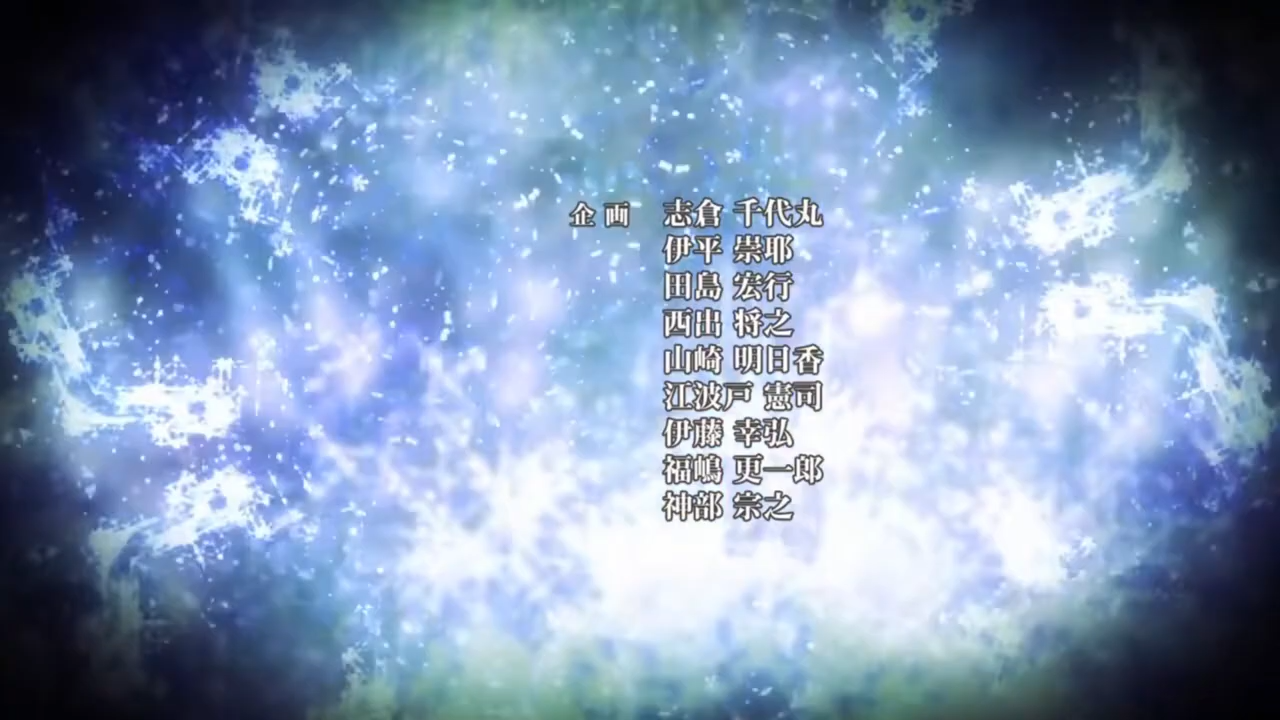 企画 志倉 千代丸
伊平 崇耶
田島 宏行
西出 将之
山崎 明日香
江波戸 憲司
伊藤 幸弘
福嶋 更一郎
神部 宗之